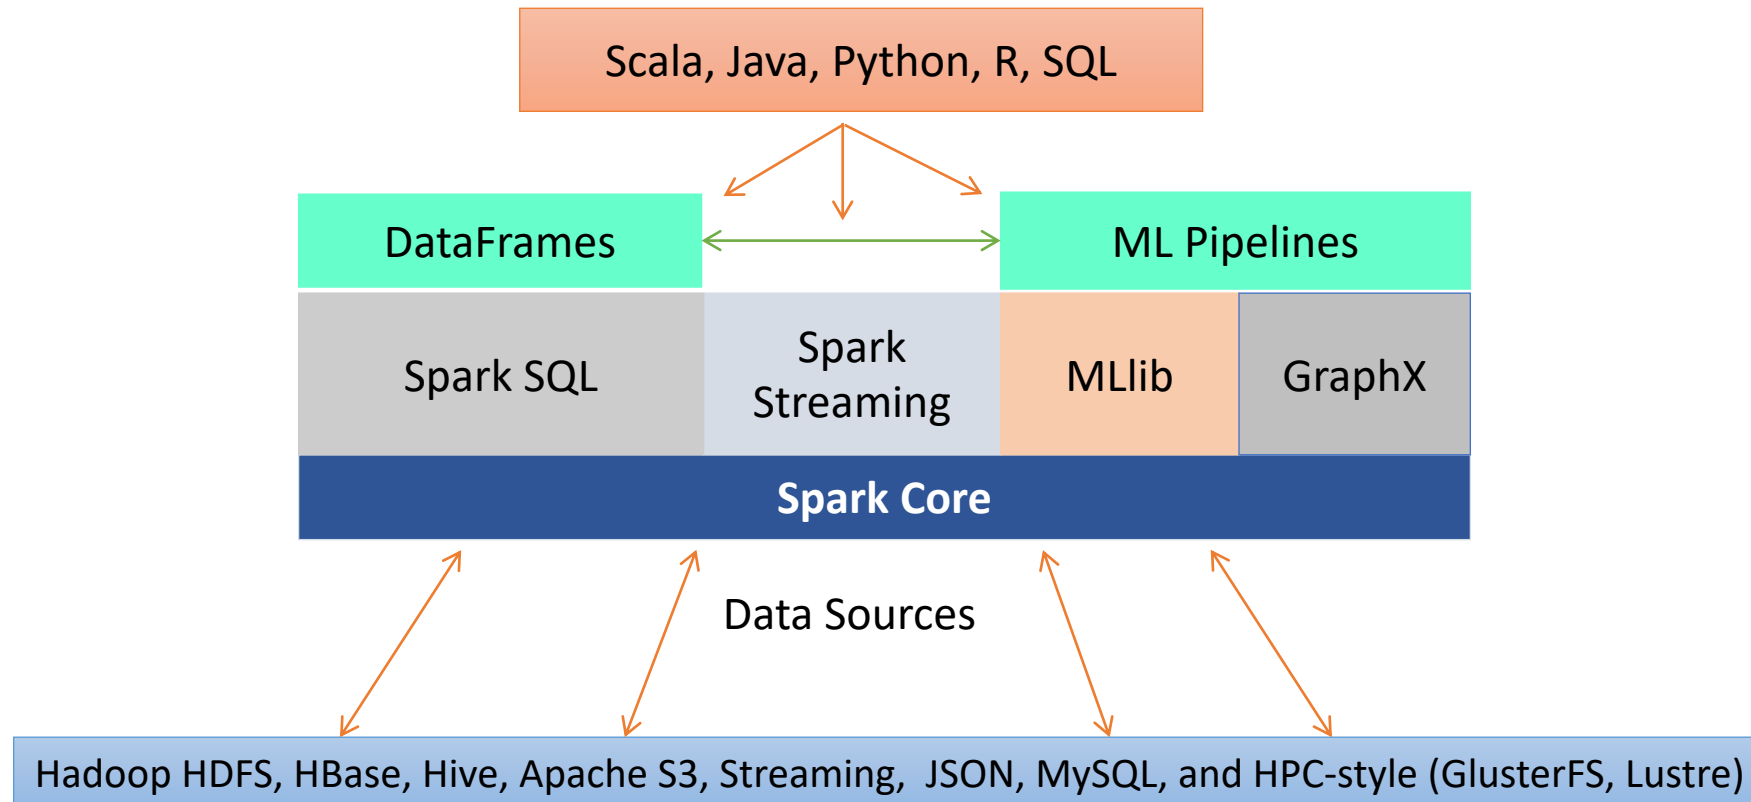 Scala, Java, Python, R, SQL
DataFrames
ML Pipelines
Spark SQL
Spark
Streaming
MLlib
GraphX
Spark Core
Data Sources
Hadoop HDFS, HBase, Hive, Apache S3, Streaming, JSON, MySQL, and HPC-style (GlusterFS, Lustre)